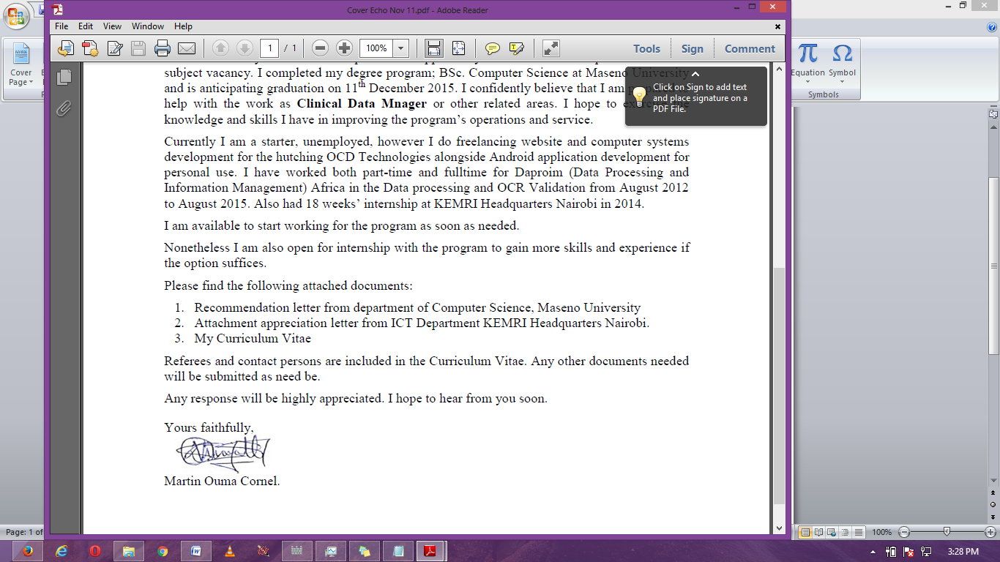 Cover Echo Nov 11.pdf - Adobe Reader
File Edit View Window Help
1 / 1 100% Tools Sign Comment
Cover
Page
Equation Symbol
Symbols
subject vacancy. I completed my degree program; BSc. Computer Science at Maseno University
and is anticipating graduation on 11th December 2015. I confidently believe that I am
help with the work as Clinical Data Mnager or other related areas. I hope to
knowledge and skills I have in improving the program’s operations and service.
Click on Sign to add text
and place signature on a
PDF File.
Currently I am a starter, unemployed, however I do freelancing website and computer systems
development for the hutching OCD Technologies alongside Android application development for
personal use. I have worked both part-time and fulltime for Daproim (Data Processing and
Information Management) Africa in the Data processing and OCR Validation from August 2012
to August 2015. Also had 18 weeks’ internship at KEMRI Headquarters Nairobi in 2014.
I am available to start working for the program as soon as needed.
Nonetheless I am also open for internship with the program to gain more skills and experience if
the option suffices.
Please find the following attached documents:
1. Recommendation letter from department of Computer Science, Maseno University
2. Attachment appreciation letter from ICT Department KEMRI Headquarters Nairobi.
3. My Curriculum Vitae
Referees and contact persons are included in the Curriculum Vitae. Any other documents needed
will be submitted as need be.
Any response will be highly appreciated. I hope to hear from you soon.
Yours faithfully,
Martin Ouma Cornel.
Page: 1 of
100%
3:28 PM